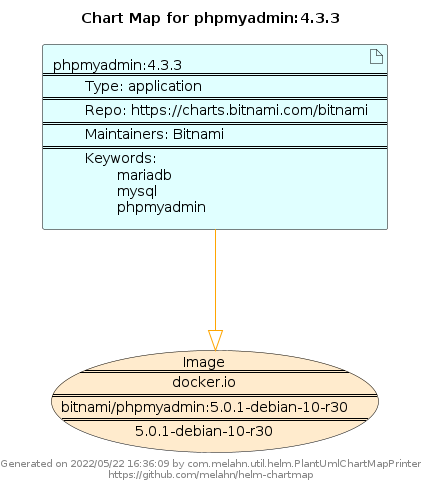 Chart Map for phpmyadmin:4.3.3
phpmyadmin:4.3.3
Type: application
Repo: https://charts.bitnami.com/bitnami
Maintainers: Bitnami
Keywords:
mariadb
mysql
phpmyadmin
Image
docker.io
bitnami/phpmyadmin:5.0.1-debian-10-r30
5.0.1-debian-10-r30
Generated on 2022/05/22 16:36:09 by com.melahn.util.helm.PlantUmlChartMapPrinter
https://github.com/melahn/helm-chartmap